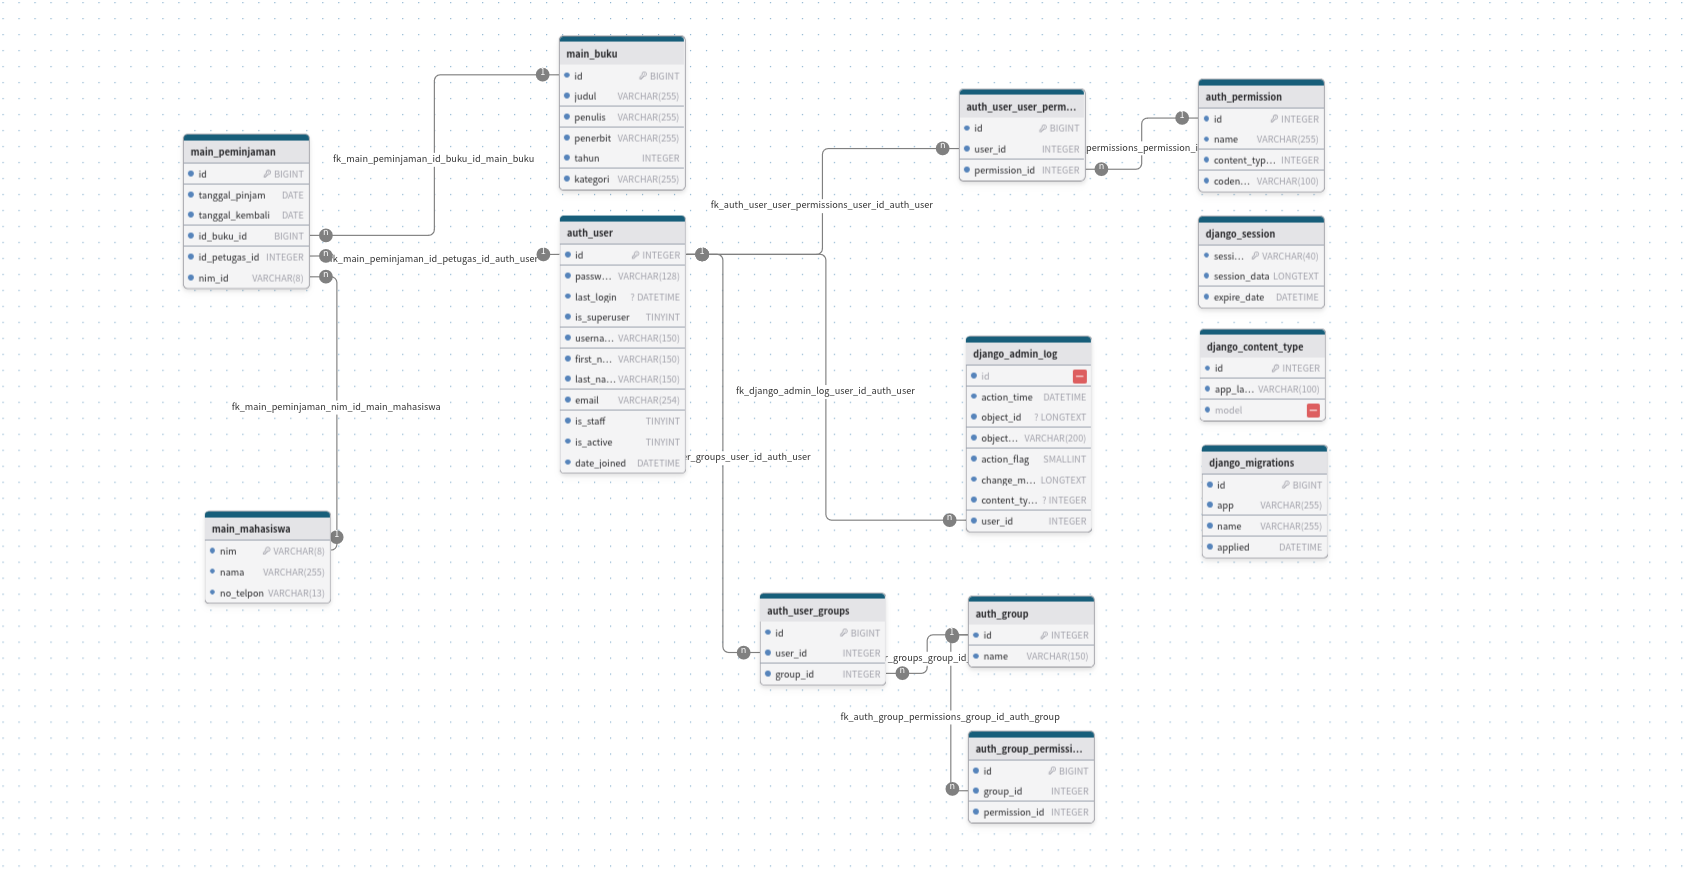 main_buku
id BIGINT
judul VARCHAR(255)
penulis VARCHAR(255)
penerbit VARCHAR(255)
tahun INTEGER
kategori VARCHAR(255)
main_peminjaman
id BIGINT
tanggal_pinjam DATE
tanggal_kembali DATE
id_buku_id BIGINT
id_petugas_id INTEGER
nim_id VARCHAR(8)
fk_main_peminjaman_id_buku_id_main_buku
k_main_peminjaman_id_petugas_id_auth_user
fk_main_peminjaman_nim_id_main_mahasiswa
main_mahasiswa
nim VARCHAR(8)
nama VARCHAR(255)
no_telpon VARCHAR(13)
auth_user
id INTEGER
passw... VARCHAR(128)
last_login ? DATETIME
is_superuser TINYINT
userna... VARCHAR(150)
first_n... VARCHAR(150)
last_na... VARCHAR(150)
email VARCHAR(254)
is_staff TINYINT
is_active TINYINT
date_joined DATETIME
fk_auth_user_user_permissions_user_id_auth_user
fk_django_admin_log_user_id_auth_user
r_groups_user_id_auth_user
auth_user_user_perm...
id BIGINT
user_id INTEGER
permission_id INTEGER
permissions_permission_i
auth_permission
id INTEGER
name VARCHAR(255)
content_typ... INTEGER
coden... VARCHAR(100)
django_session
sessi... VARCHAR(40)
session_data LONGTEXT
expire_date DATETIME
django_content_type
id INTEGER
app_la... VARCHAR(100)
model
django_migrations
id BIGINT
app VARCHAR(255)
name VARCHAR(255)
applied DATETIME
django_admin_log
id
action_time DATETIME
object_id ? LONGTEXT
object... VARCHAR(200)
action_flag SMALLINT
change_m... LONGTEXT
content_ty... ? INTEGER
user_id INTEGER
auth_user_groups
id BIGINT
user_id INTEGER
group_id INTEGER
r_groups_group_id
auth_group
id INTEGER
name VARCHAR(150)
fk_auth_group_permissions_group_id_auth_group
auth_group_permissi...
id BIGINT
group_id INTEGER
permission_id INTEGER
1
n
n
n
1
1
1
n
n
1
n
n
n
1
n